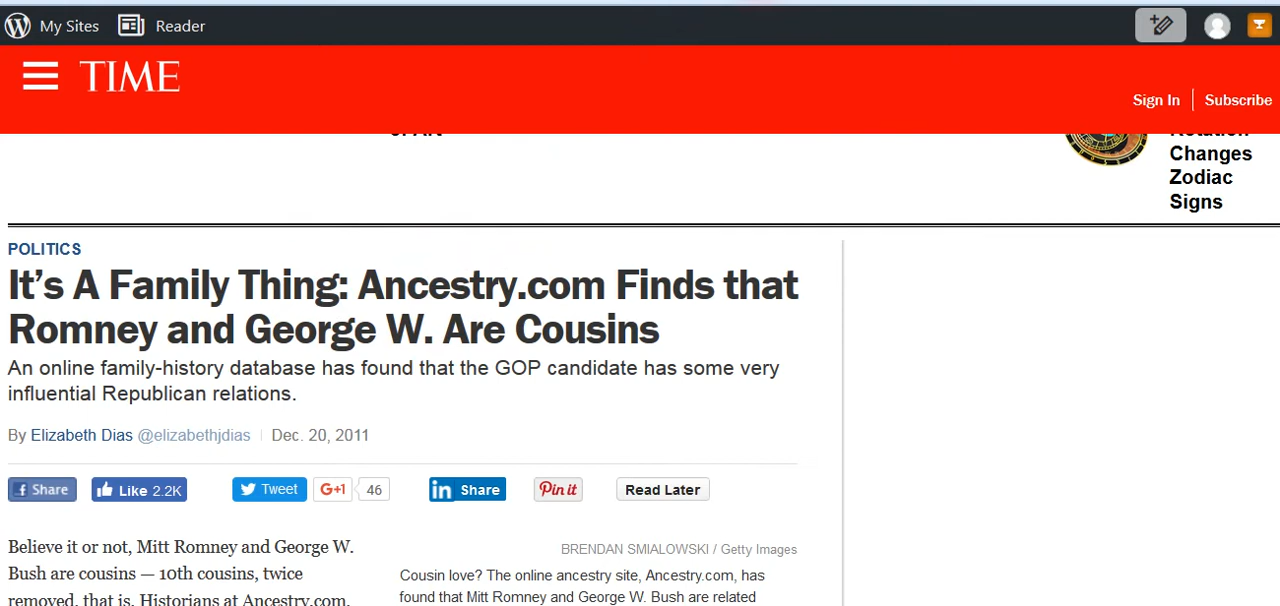 My Sites
Reader
TIME
Sign In
Subscribe
of Art
Rotation
Changes
Zodiac
Signs
POLITICS
It’s A Family Thing: Ancestry.com Finds that
Romney and George W. Are Cousins
An online family-history database has found that the GOP candidate has some very
influential Republican relations.
By Elizabeth Dias @elizabethjdias
Dec. 20, 2011
Share
Like 2.2K
Tweet
G+1
46
in Share
Pin it
Read Later
Believe it or not, Mitt Romney and George W.
Bush are cousins — 10th cousins, twice
removed, that is. Historians at Ancestry.com,
BRENDAN SMIALOWSKI / Getty Images
Cousin love? The online ancestry site, Ancestry.com, has
found that Mitt Romney and George W. Bush are related